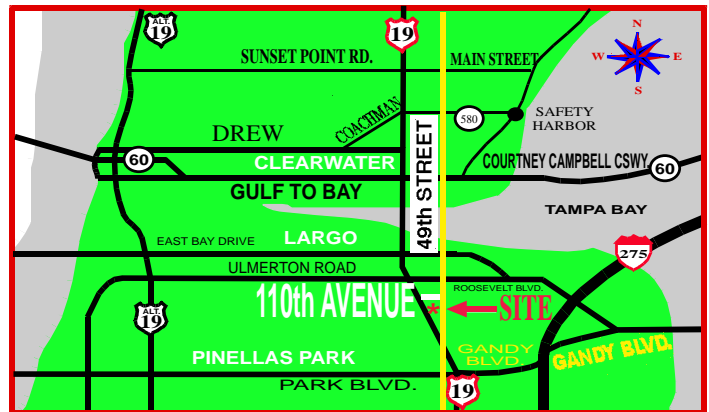 ALT.
19
19
N
W E
S
SUNSET POINT RD.
MAIN STREET
COACHMAN
580
SAFETY
HARBOR
DREW
60
CLEARWATER
49th STREET
COURTNEY CAMPBELL CSWY.
60
GULF TO BAY
TAMPA BAY
EAST BAY DRIVE
LARGO
275
ULMERTON ROAD
ROOSEVELT BLVD.
110th AVENUE
* SITE
ALT.
19
PINELLAS PARK
GANDY
BLVD.
GANDY BLVD.
PARK BLVD.
19